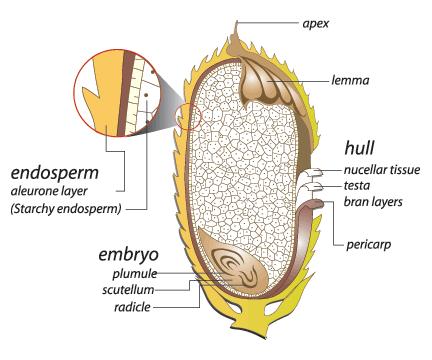 apex
lemma
hull
nucellar tissue
testa
bran layers
pericarp
endosperm
aleurone layer
(Starchy endosperm)
embryo
plumule
scutellum
radicle